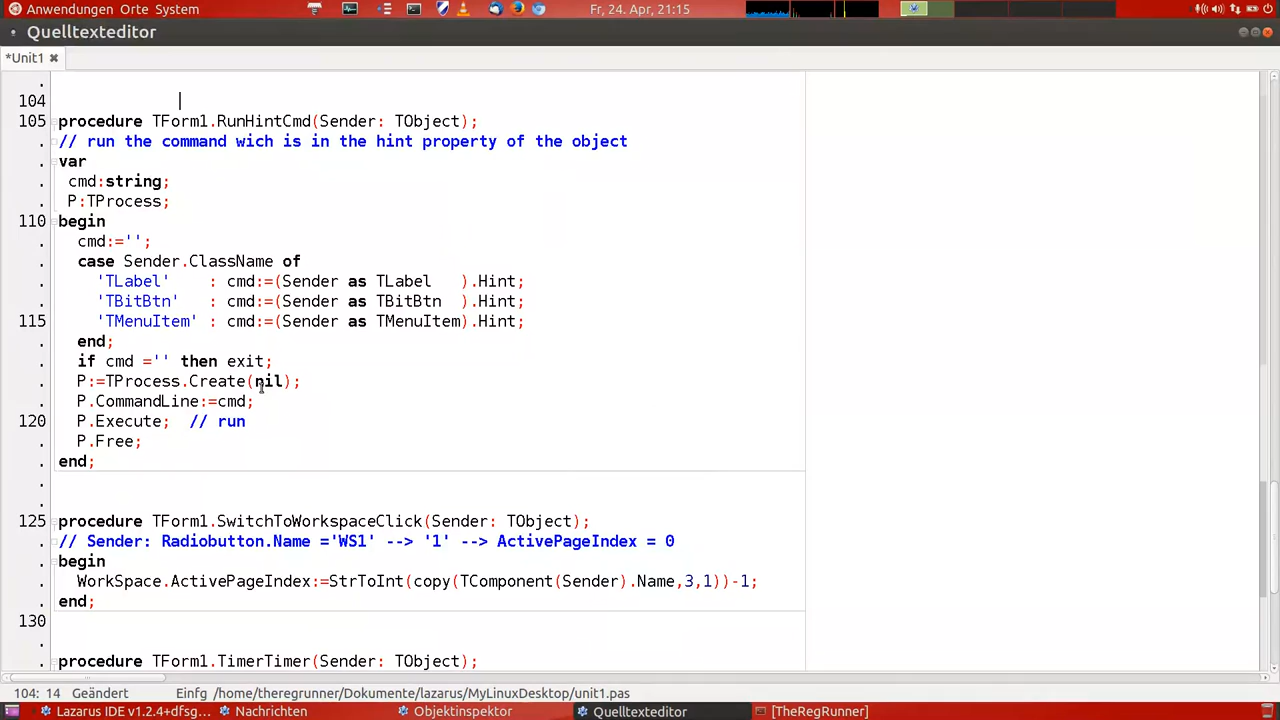 Anwendungen Orte System
Fr, 24. Apr, 21:15
Quelltexteditor
*Unit1
.
104
105 procedure TForm1.RunHintCmd(Sender: TObject);
. // run the command wich is in the hint property of the object
. var
. cmd:string;
. P:TProcess;
110 begin
. cmd:='';
. case Sender.ClassName of
. 'TLabel' : cmd:=(Sender as TLabel ).Hint;
. 'TBitBtn' : cmd:=(Sender as TBitBtn ).Hint;
115 'TMenuItem' : cmd:=(Sender as TMenuItem).Hint;
. end;
. if cmd ='' then exit;
. P:=TProcess.Create(nil);
. P.CommandLine:=cmd;
120 P.Execute; // run
. P.Free;
. end;
.
.
125 procedure TForm1.SwitchToWorkspaceClick(Sender: TObject);
. // Sender: Radiobutton.Name ='WS1' --> '1' --> ActivePageIndex = 0
. begin
. WorkSpace.ActivePageIndex:=StrToInt(copy(TComponent(Sender).Name,3,1))-1;
. end;
130
. procedure TForm1.TimerTimer(Sender: TObject);
104: 14 Geändert Einfg /home/theregrunner/Dokumente/lazarus/MyLinuxDesktop/unit1.pas
Lazarus IDE v1.2.4+dfsg... Nachrichten Objektinspektor Quelltexteditor [TheRegRunner]